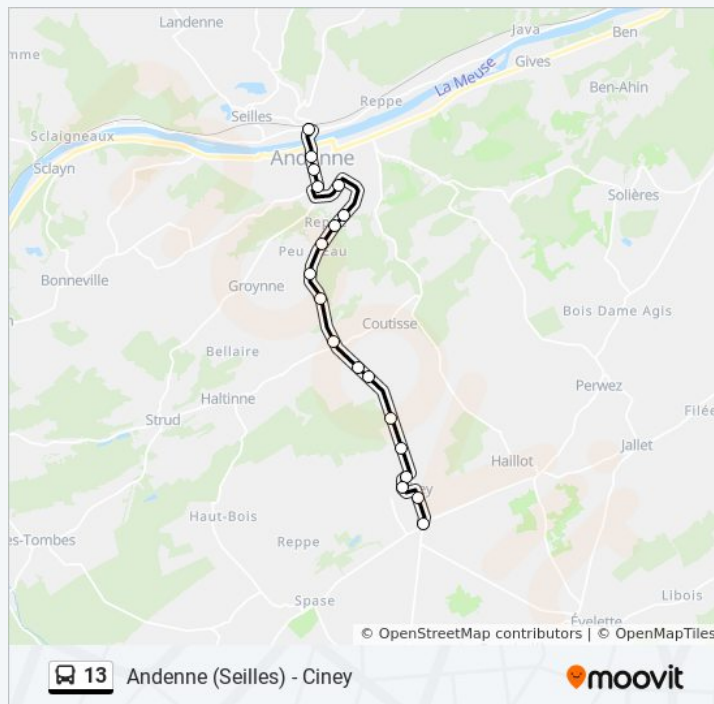 Landenne
Java
Ben
Gives
La Meuse
Ben-Ahin
Reppe
Seilles
Sclaigneaux
Andenne
Sclayn
Solières
Peu d'Eau
Bonneville
Groynne
Bois Dame Agis
Coutisse
Bellaire
Perwez
Haltinne
Strud
Jallet
Haillot
Haut-Bois
es-Tombes
Reppe
Libois
Spase
Évelette
© OpenStreetMap contributors | © OpenMapTiles
13 Andenne (Seilles) - Ciney
moovit